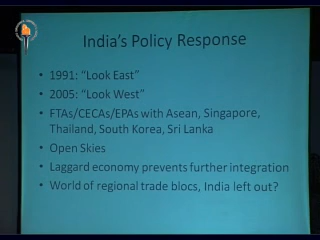 India's Policy Response
• 1991: "Look East"
• 2005: "Look West"
• FTAs/CECAs/EPAs with Asean, Singapore,
Thailand, South Korea, Sri Lanka
• Open Skies
• Laggard economy prevents further integration
• World of regional trade blocs, India left out?